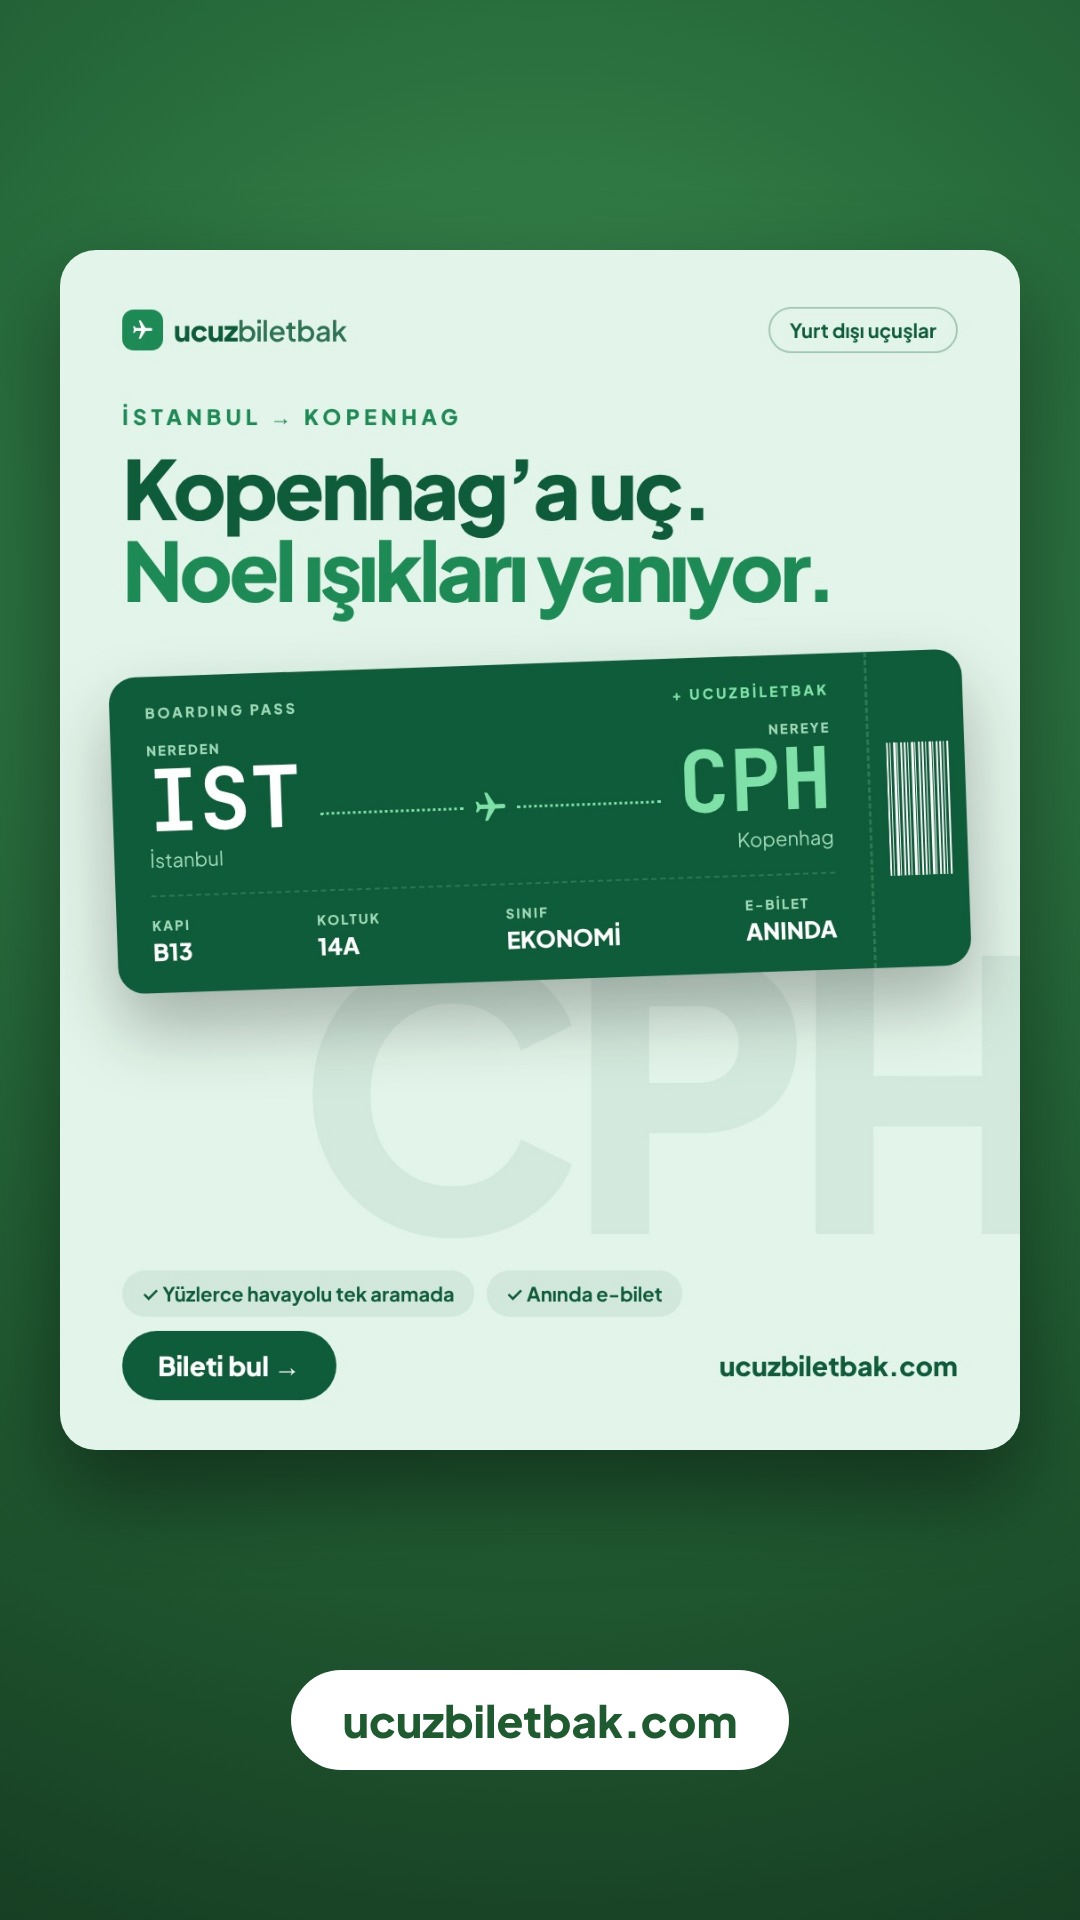 ucuzbiletbak
Yurt dışı uçuşlar
İSTANBUL → KOPENHAG
Kopenhag’a uç.
Noel ışıkları yanıyor.
BOARDING PASS
+ UCUZBİLETBAK
NEREDEN
NEREYE
IST
CPH
İstanbul
Kopenhag
KAPI
KOLTUK
SINIF
E-BİLET
B13
14A
EKONOMİ
ANINDA
CPH
✓ Yüzlerce havayolu tek aramada
✓ Anında e-bilet
Bileti bul →
ucuzbiletbak.com
ucuzbiletbak.com